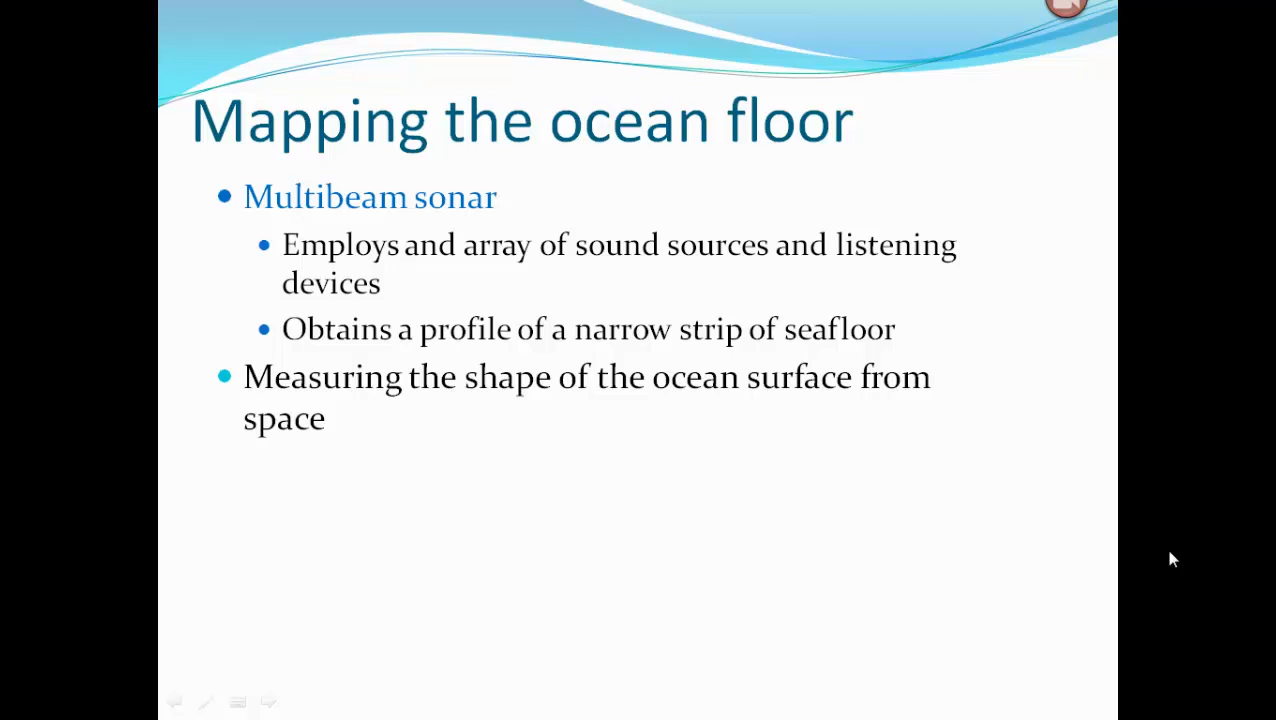 Mapping the ocean floor
Multibeam sonar
Employs and array of sound sources and listening
devices
Obtains a profile of a narrow strip of seafloor
Measuring the shape of the ocean surface from
space